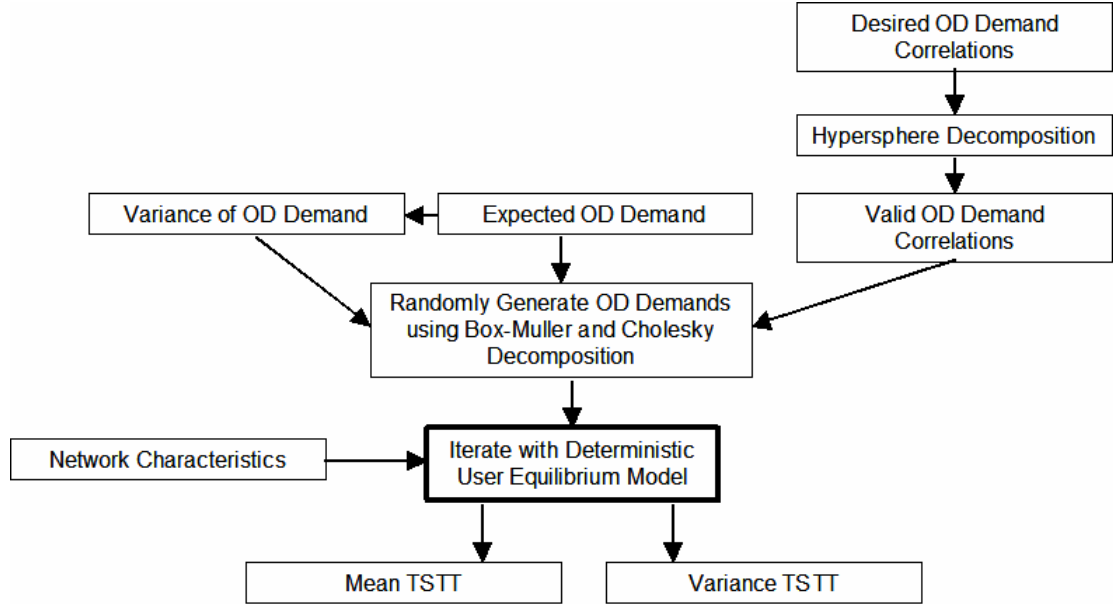 Desired OD Demand
Correlations
Hypersphere Decomposition
Variance of OD Demand
Expected OD Demand
Valid OD Demand
Correlations
Randomly Generate OD Demands
using Box-Muller and Cholesky
Decomposition
Network Characteristics
Iterate with Deterministic
User Equilibrium Model
Mean TSTT
Variance TSTT